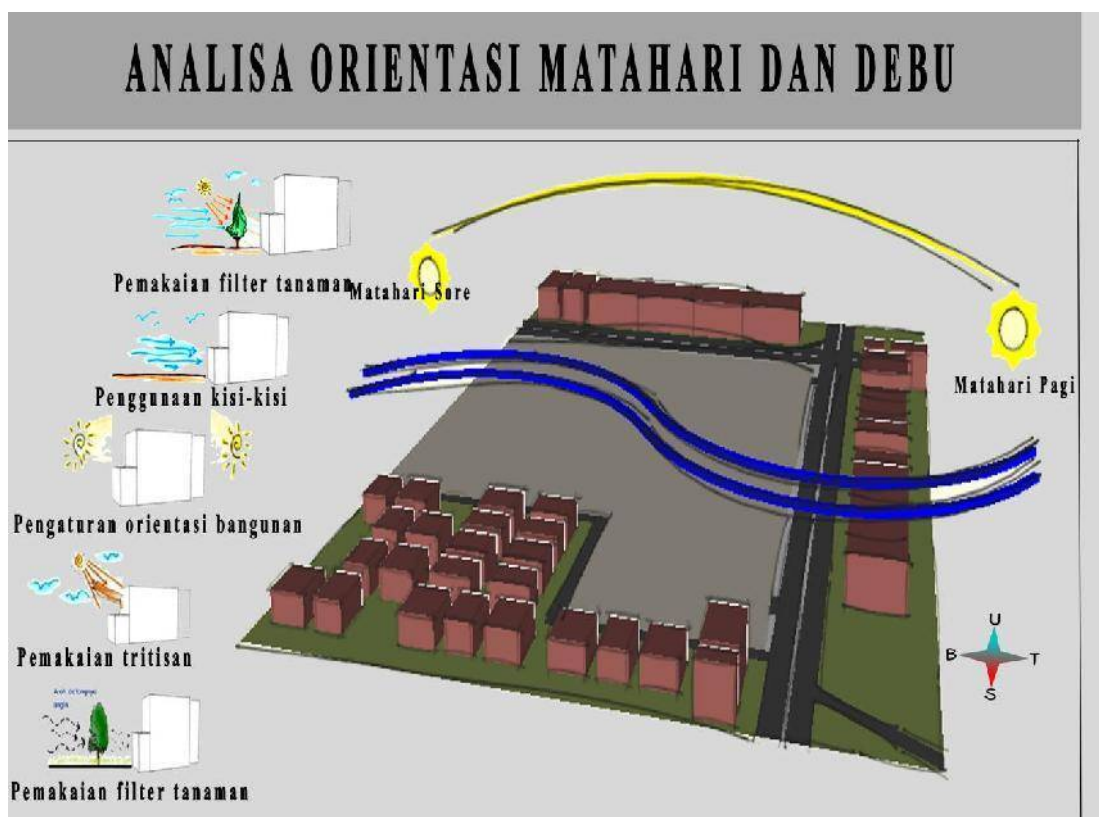 ANALISA ORIENTASI MATAHARI DAN DEBU
Pemakaian filter tanaman
Matahari Sore
Matahari Pagi
Penggunaan kisi-kisi
Pengaturan orientasi bangunan
Pemakaian tritisan
Pemakaian filter tanaman
U
B
T
S